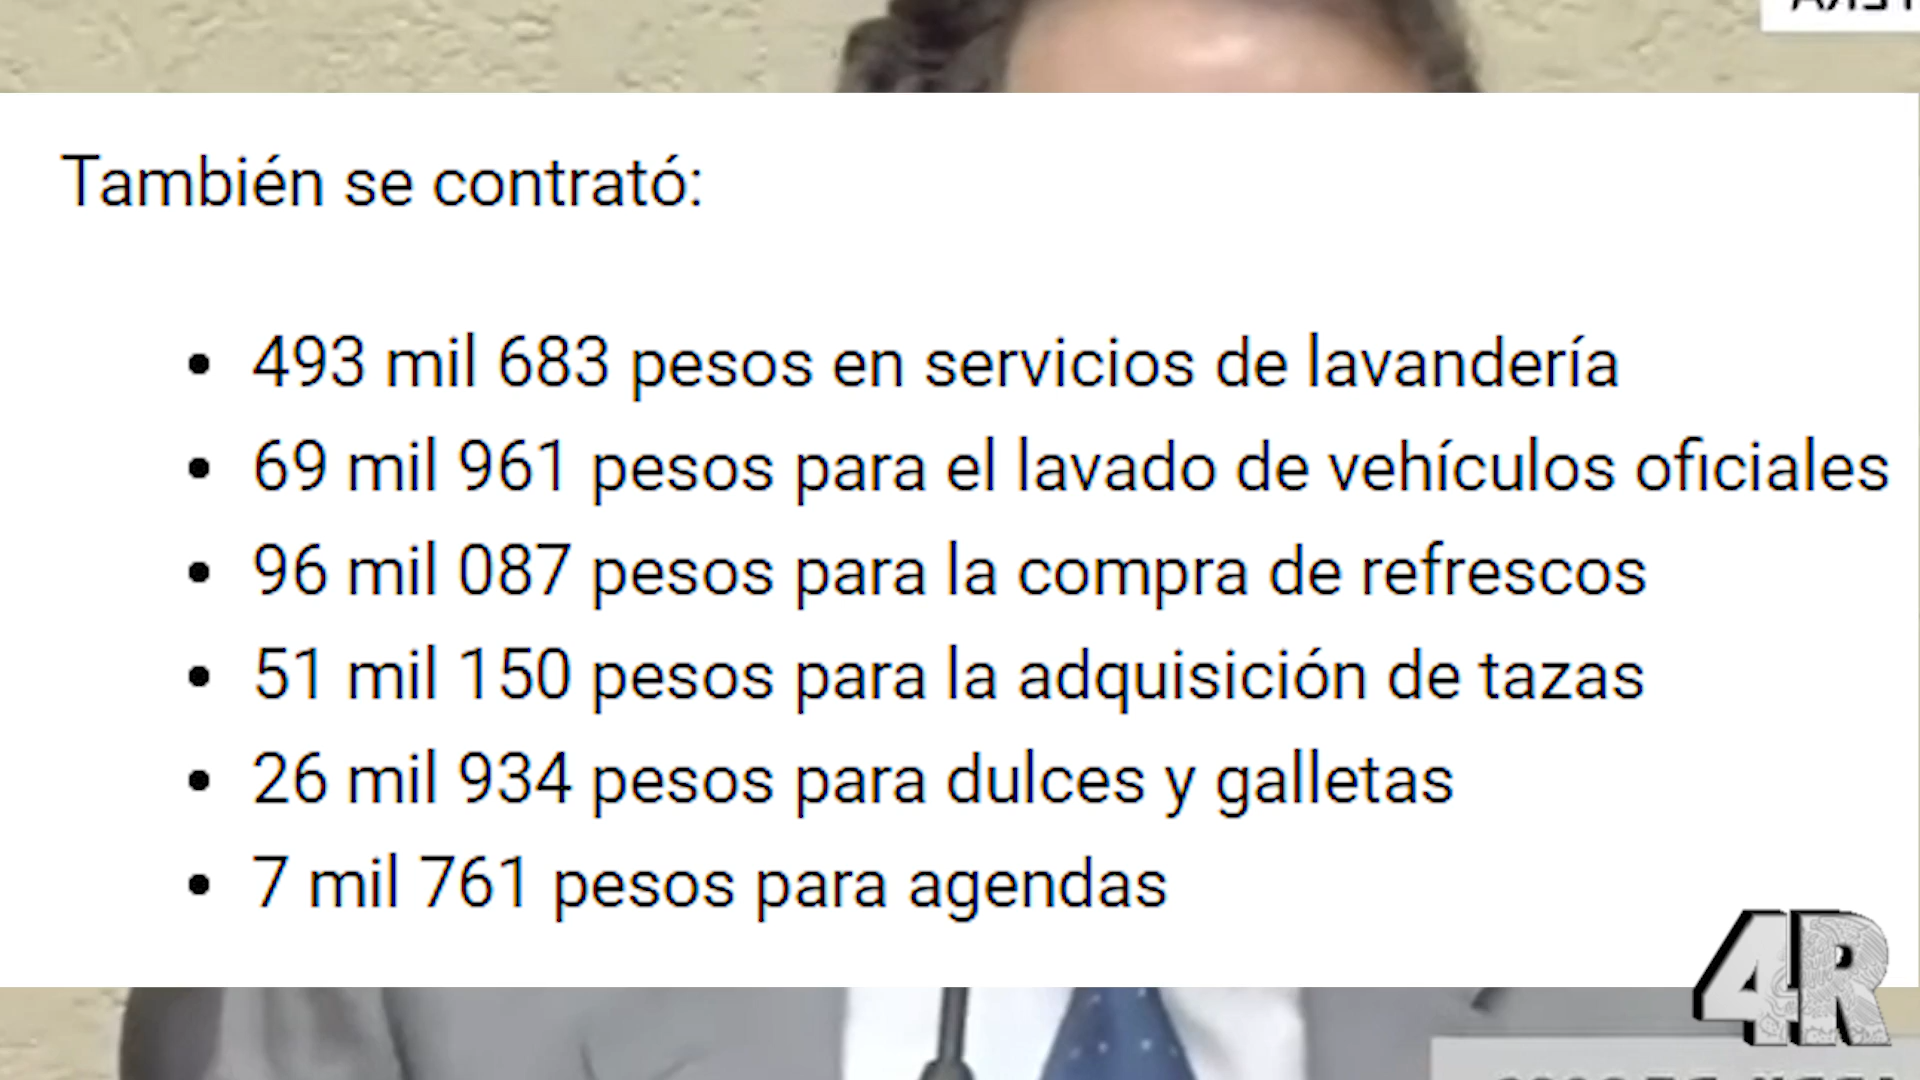 También se contrató:
493 mil 683 pesos en servicios de lavandería
69 mil 961 pesos para el lavado de vehículos oficiales
96 mil 087 pesos para la compra de refrescos
51 mil 150 pesos para la adquisición de tazas
26 mil 934 pesos para dulces y galletas
7 mil 761 pesos para agendas
4R